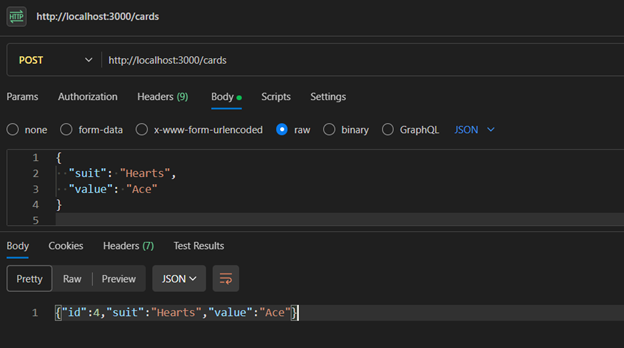 HTTP http://localhost:3000/cards
POST http://localhost:3000/cards
Params Authorization Headers (9) Body Scripts Settings
none form-data x-www-form-urlencoded raw binary GraphQL JSON
1 {
2 "suit": "Hearts",
3 "value": "Ace"
4 }
5
Body Cookies Headers (7) Test Results
Pretty Raw Preview JSON
1 {"id":4,"suit":"Hearts","value":"Ace"}